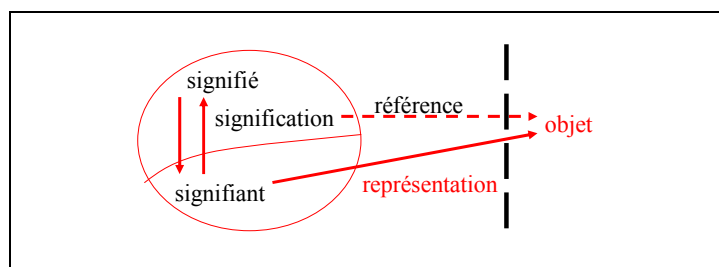 signifié
signification
référence
objet
signifiant
représentation